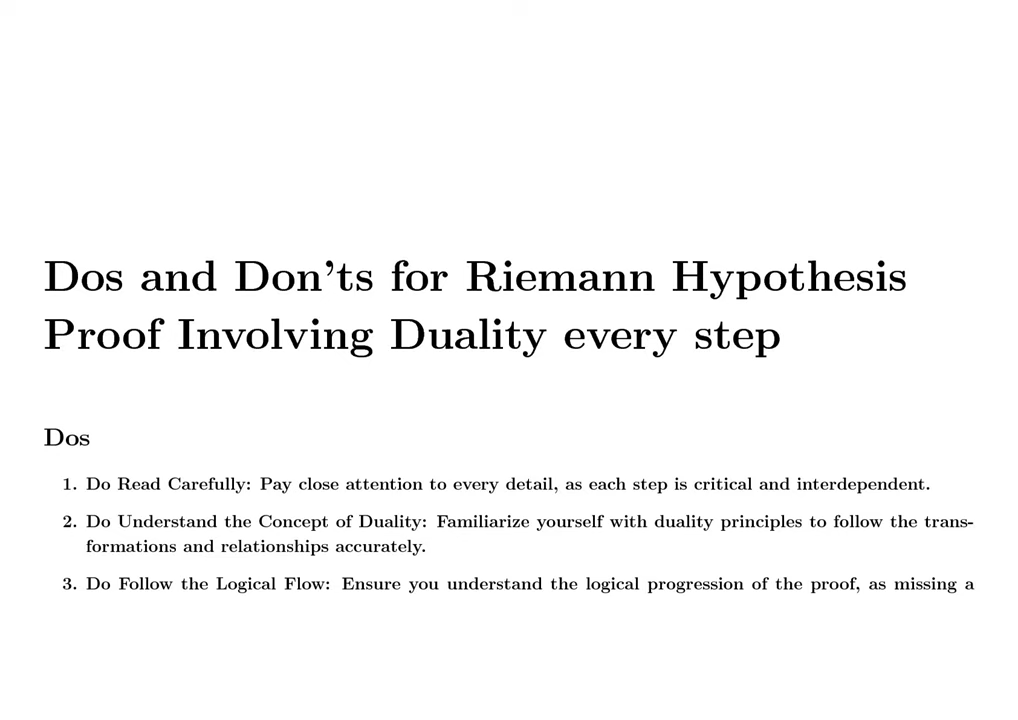 Dos and Don'ts for Riemann Hypothesis
Proof Involving Duality every step
Dos
1. Do Read Carefully: Pay close attention to every detail, as each step is critical and interdependent.
2. Do Understand the Concept of Duality: Familiarize yourself with duality principles to follow the trans-
formations and relationships accurately.
3. Do Follow the Logical Flow: Ensure you understand the logical progression of the proof, as missing a